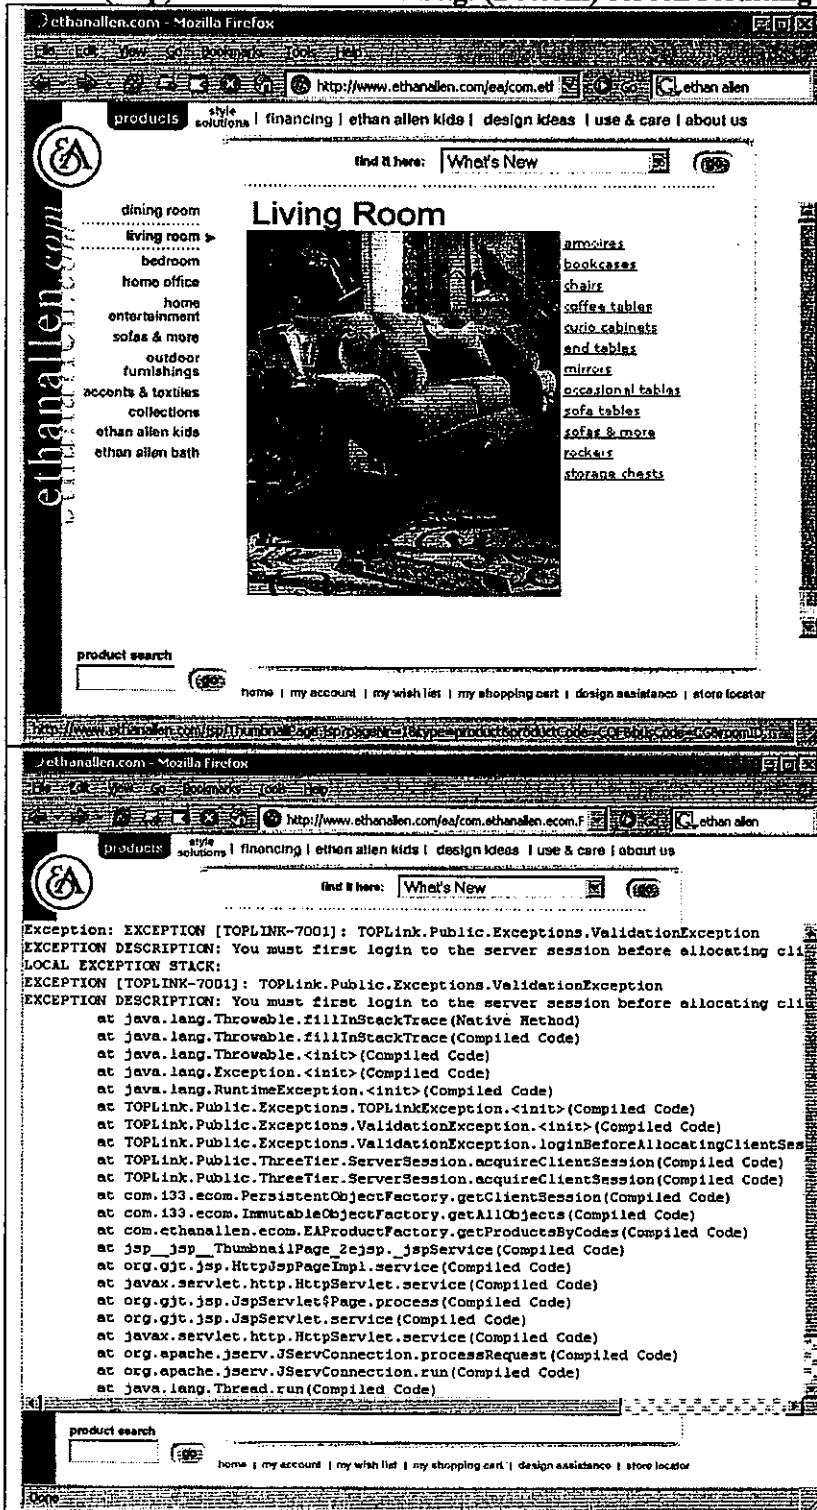 ethanallen.com - Mozilla Firefox
File Edit View Go Bookmarks Tools Help
http://www.ethanallen.com/ea/com.etl Go ethan allen
products style solutions | financing | ethan allen kids | design ideas | use & care | about us
EA
find it here: What's New go
ethanallen.com
dining room
living room
bedroom
home office
home
entertainment
sofas & more
outdoor
furnishings
accents & textiles
collections
ethan allen kids
ethan allen bath
Living Room
armoires
bookcases
chairs
coffee tables
curio cabinets
end tables
mirrors
occasional tables
sofa tables
sofas & more
rockers
storage chests
product search
go
home | my account | my wish list | my shopping cart | design assistance | store locator
ethanallen.com - Mozilla Firefox
File Edit View Go Bookmarks Tools Help
http://www.ethanallen.com/ea/com.ethanallen.ecom.F Go ethan allen
products style solutions | financing | ethan allen kids | design ideas | use & care | about us
EA
find it here: What's New go
Exception: EXCEPTION [TOPLINK-7001]: TOPLink.Public.Exceptions.ValidationException
EXCEPTION DESCRIPTION: You must first login to the server session before allocating cli
LOCAL EXCEPTION STACK:
EXCEPTION [TOPLINK-7001]: TOPLink.Public.Exceptions.ValidationException
EXCEPTION DESCRIPTION: You must first login to the server session before allocating cli
at java.lang.Throwable.fillInStackTrace(Native Method)
at java.lang.Throwable.fillInStackTrace(Compiled Code)
at java.lang.Throwable.<init>(Compiled Code)
at java.lang.Exception.<init>(Compiled Code)
at java.lang.RuntimeException.<init>(Compiled Code)
at TOPLink.Public.Exceptions.TOPLinkException.<init>(Compiled Code)
at TOPLink.Public.Exceptions.ValidationException.<init>(Compiled Code)
at TOPLink.Public.Exceptions.ValidationException.loginBeforeAllocatingClientSes
at TOPLink.Public.ThreeTier.ServerSession.acquireClientSession(Compiled Code)
at TOPLink.Public.ThreeTier.ServerSession.acquireClientSession(Compiled Code)
at com.i33.ecom.PersistentObjectFactory.getClientSession(Compiled Code)
at com.i33.ecom.ImmutableObjectFactory.getAllObjects(Compiled Code)
at com.ethanallen.ecom.EAProductFactory.getProductsByCodes(Compiled Code)
at jsp__jsp__ThumbnailPage_2ejsp._jspService(Compiled Code)
at org.gjt.jsp.HttpJspPageImpl.service(Compiled Code)
at javax.servlet.http.HttpServlet.service(Compiled Code)
at org.gjt.jsp.JspServlet$Page.process(Compiled Code)
at org.gjt.jsp.JspServlet.service(Compiled Code)
at javax.servlet.http.HttpServlet.service(Compiled Code)
at org.apache.jserv.JServConnection.processRequest(Compiled Code)
at org.apache.jserv.JServConnection.run(Compiled Code)
at java.lang.Thread.run(Compiled Code)
product search
go
home | my account | my wish list | my shopping cart | design assistance | store locator
Done